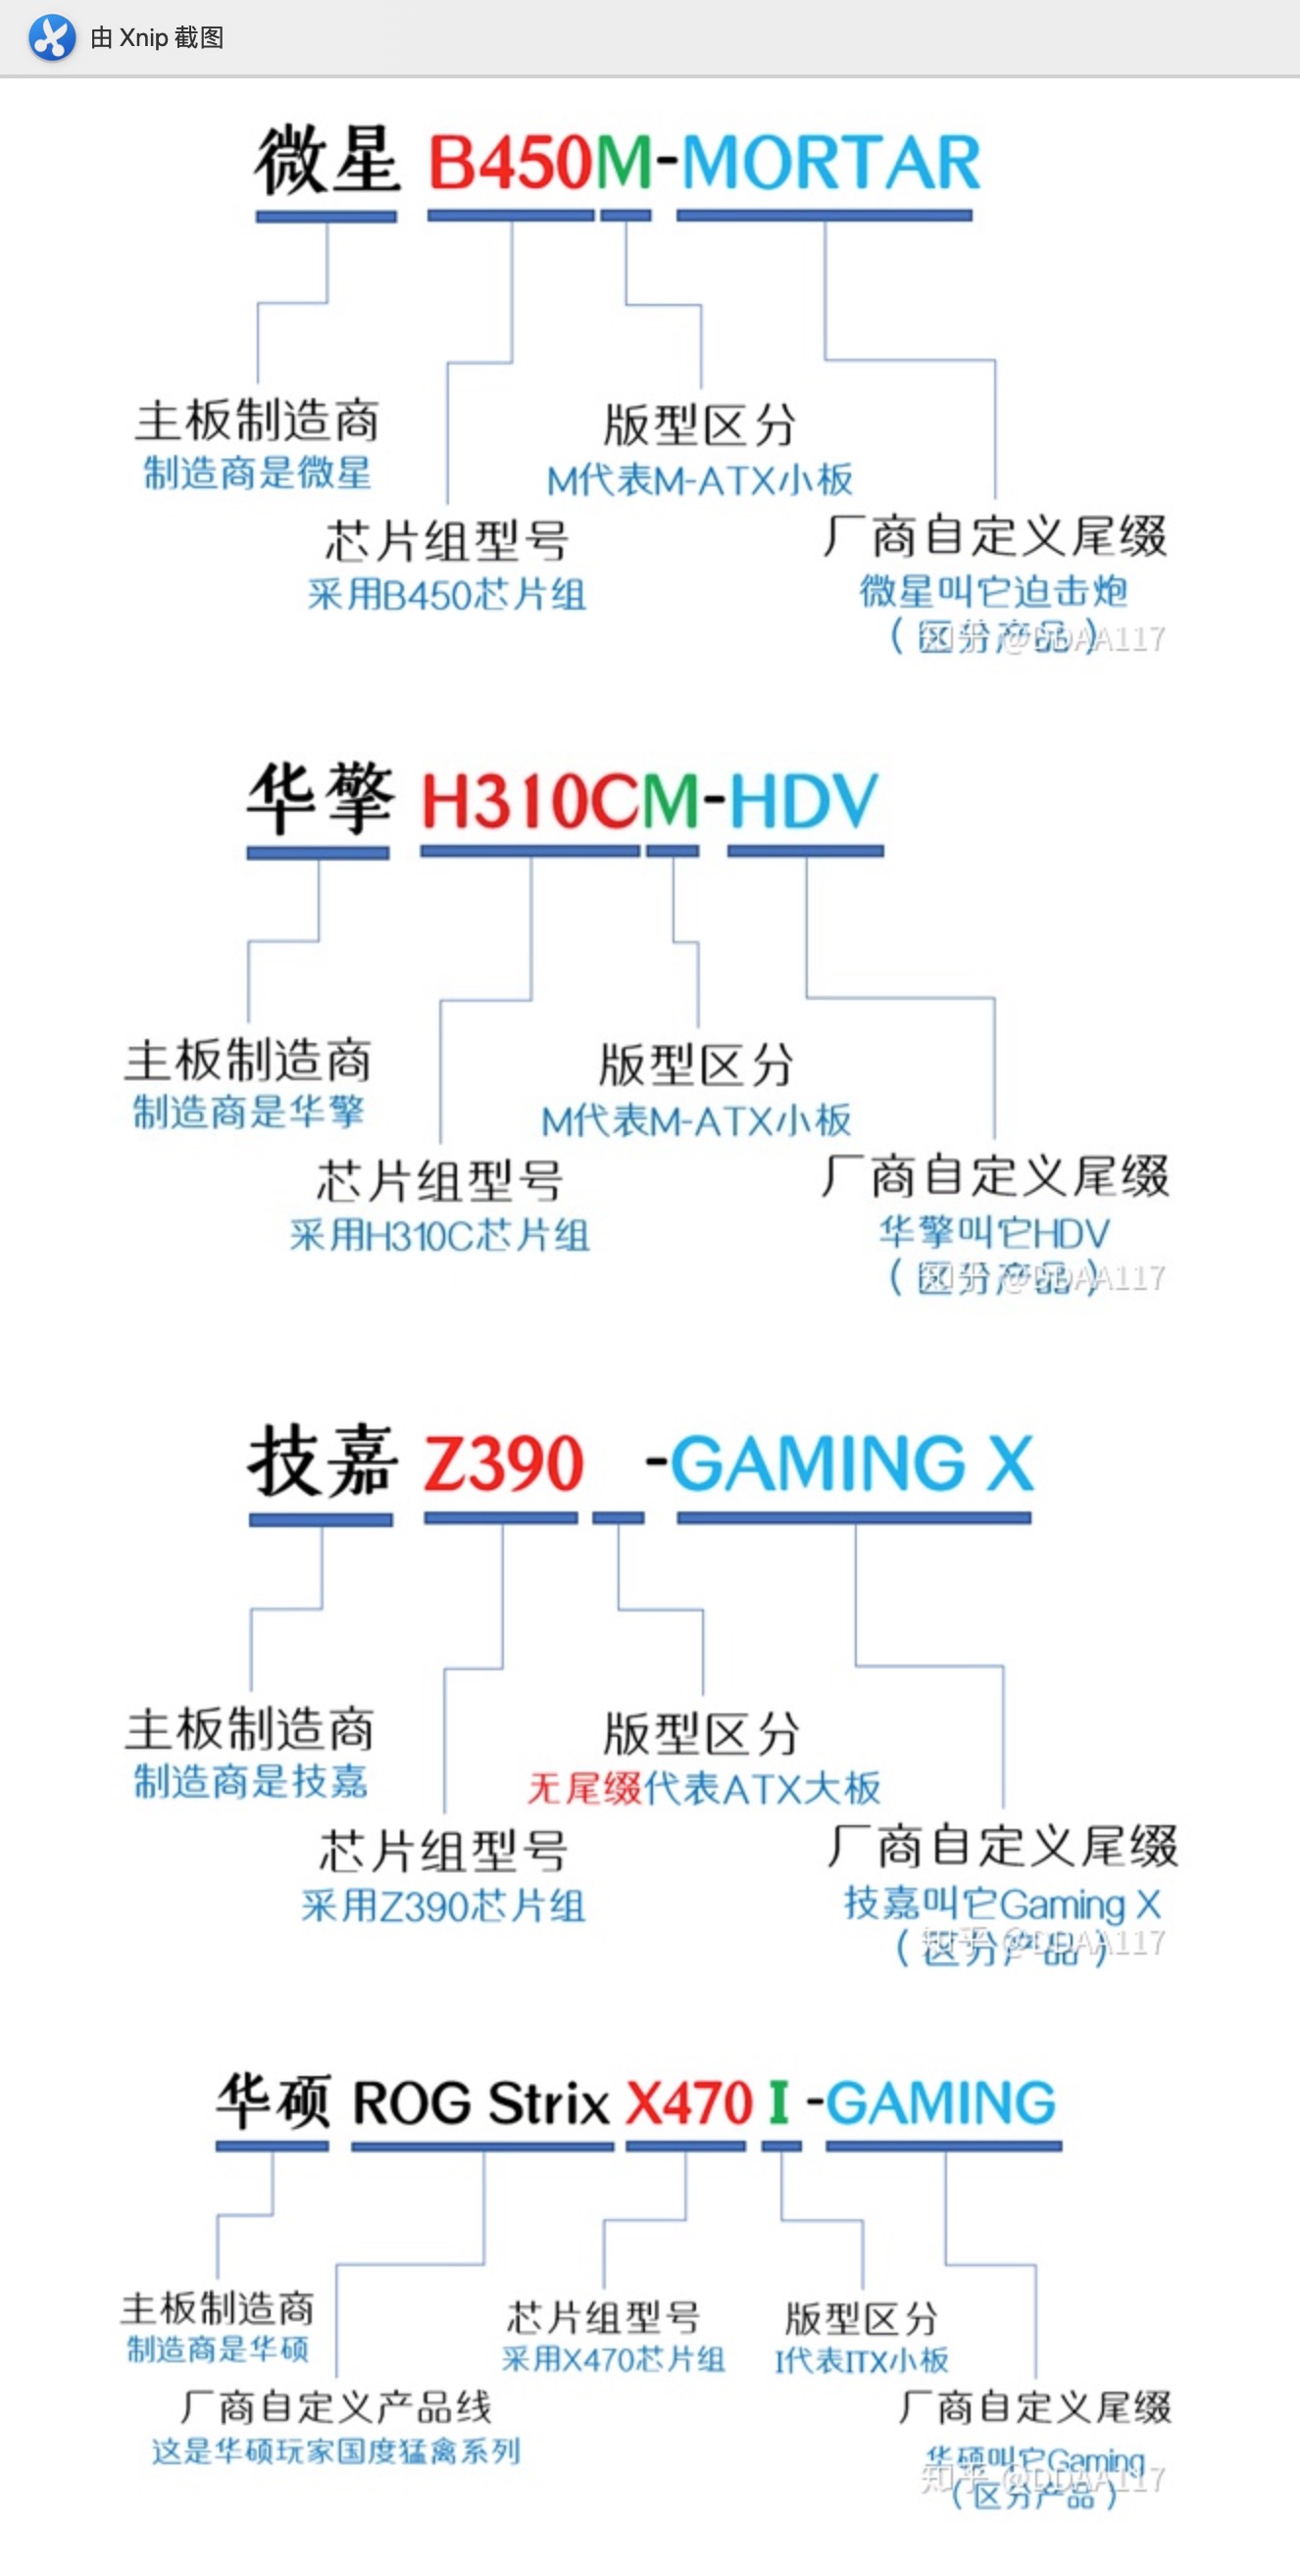 由 Xnip 截图
微星 B450M-MORTAR
主板制造商
制造商是微星
版型区分
M代表M-ATX小板
芯片组型号
采用B450芯片组
厂商自定义尾缀
微星叫它迫击炮
（区分产品）
知乎 @DDAA117
华擎 H310CM-HDV
主板制造商
制造商是华擎
版型区分
M代表M-ATX小板
芯片组型号
采用H310C芯片组
厂商自定义尾缀
华擎叫它HDV
（区分产品）
知乎 @DDAA117
技嘉 Z390 -GAMING X
主板制造商
制造商是技嘉
版型区分
无尾缀代表ATX大板
芯片组型号
采用Z390芯片组
厂商自定义尾缀
技嘉叫它Gaming X
（区分产品）
知乎 @DDAA117
华硕 ROG Strix X470 I -GAMING
主板制造商
制造商是华硕
芯片组型号
采用X470芯片组
版型区分
I代表ITX小板
厂商自定义产品线
这是华硕玩家国度猛禽系列
厂商自定义尾缀
华硕叫它Gaming
（区分产品）
知乎 @DDAA117